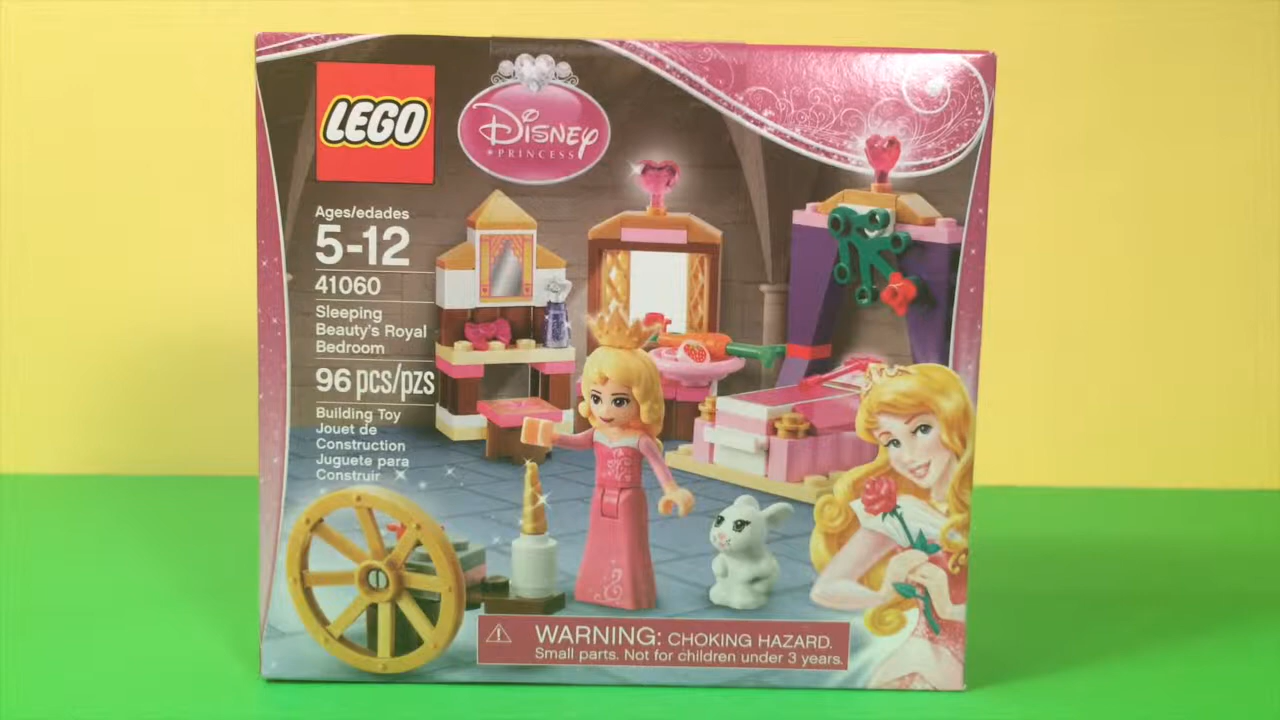 LEGO
DISNEY
PRINCESS
Ages/edades
5-12
41060
Sleeping
Beauty's Royal
Bedroom
96 pcs/pzs
Building Toy
Jouet de
Construction
Juguete para
Construir
WARNING: CHOKING HAZARD.
Small parts. Not for children under 3 years.